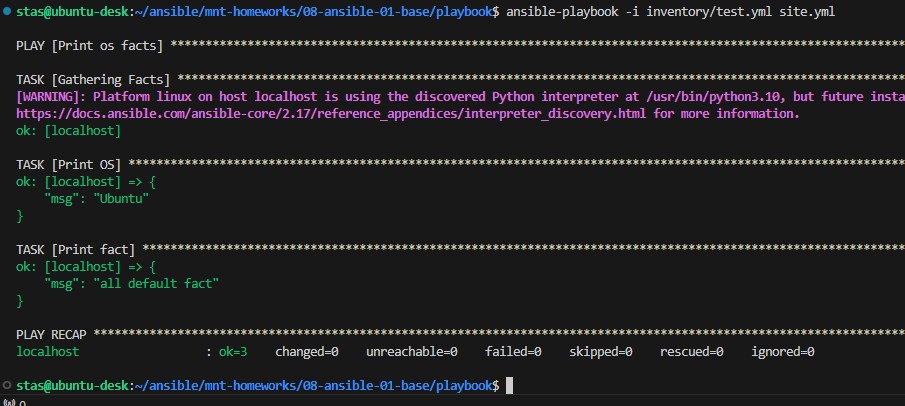 stas@ubuntu-desk:~/ansible/mnt-homeworks/08-ansible-01-base/playbook$ ansible-playbook -i inventory/test.yml site.yml
PLAY [Print os facts] ****************************************************************************************************
TASK [Gathering Facts] ***************************************************************************************************
[WARNING]: Platform linux on host localhost is using the discovered Python interpreter at /usr/bin/python3.10, but future insta
https://docs.ansible.com/ansible-core/2.17/reference_appendices/interpreter_discovery.html for more information.
ok: [localhost]
TASK [Print OS] **********************************************************************************************************
ok: [localhost] => {
"msg": "Ubuntu"
}
TASK [Print fact] ********************************************************************************************************
ok: [localhost] => {
"msg": "all default fact"
}
PLAY RECAP ***************************************************************************************************************
localhost : ok=3 changed=0 unreachable=0 failed=0 skipped=0 rescued=0 ignored=0
stas@ubuntu-desk:~/ansible/mnt-homeworks/08-ansible-01-base/playbook$